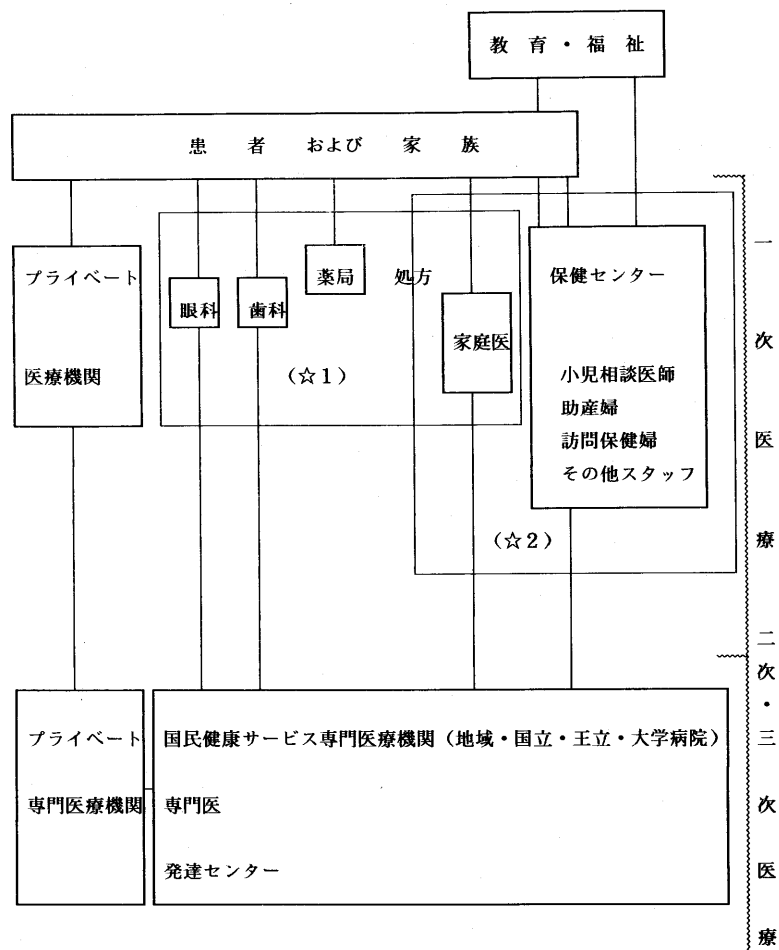 教育・福祉
患者および家族
プライベート
医療機関
眼科
歯科
薬局
処方
家庭医
(☆1)
保健センター
小児相談医師
助産婦
訪問保健婦
その他スタッフ
(☆2)
一次医療
二次・三次医療
プライベート
専門医療機関
国民健康サービス専門医療機関(地域・国立・王立・大学病院)
専門医
発達センター